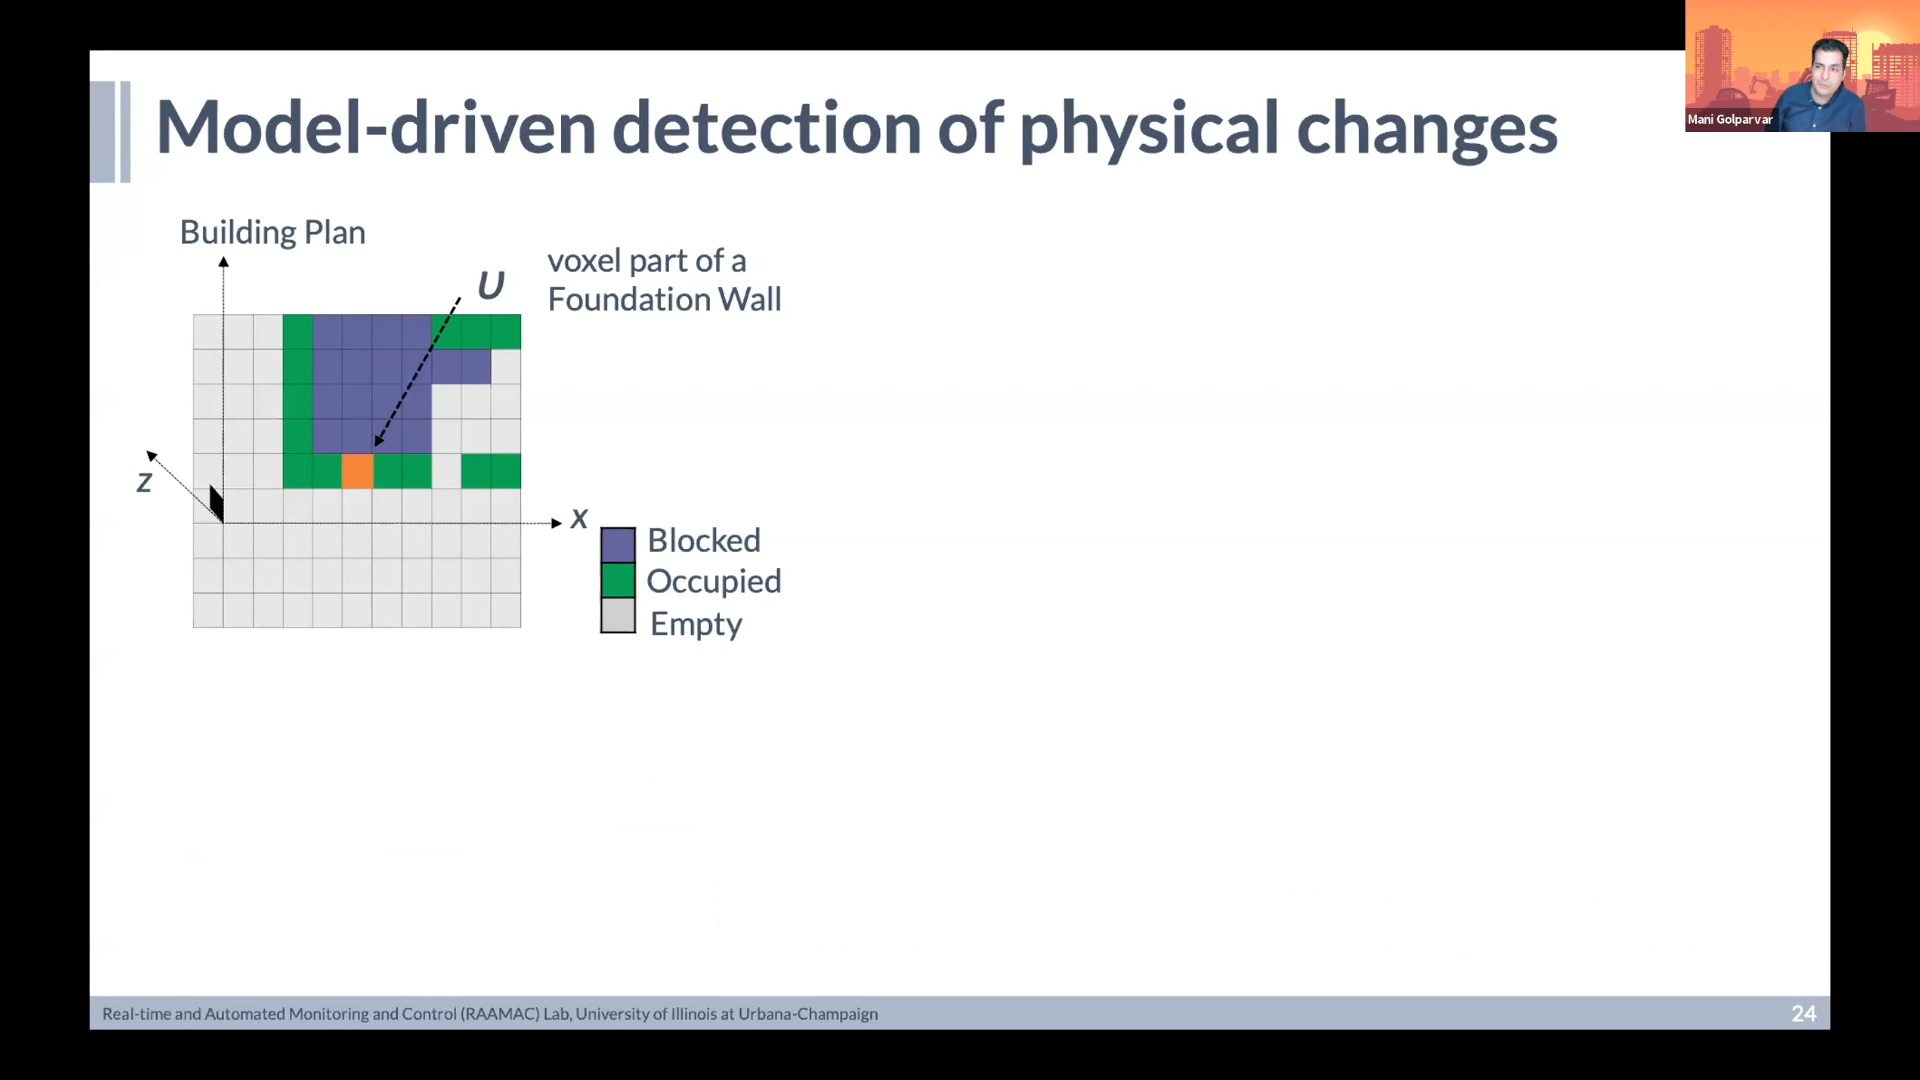 Mani Golparvar
Model-driven detection of physical changes
Building Plan
U
voxel part of a
Foundation Wall
Z
X
Blocked
Occupied
Empty
Real-time and Automated Monitoring and Control (RAAMAC) Lab, University of Illinois at Urbana-Champaign
24